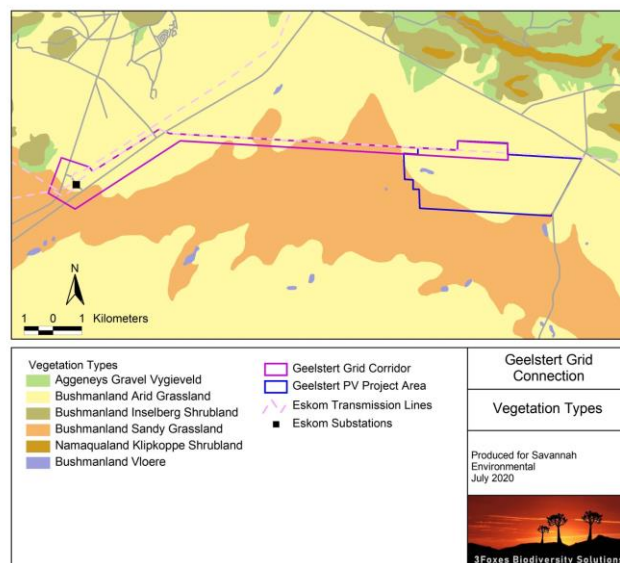 N
1 0 1 Kilometers
Vegetation Types
Aggeneys Gravel Vygieveld
Bushmanland Arid Grassland
Bushmanland Inselberg Shrubland
Bushmanland Sandy Grassland
Namaqualand Klipkoppe Shrubland
Bushmanland Vloere
Geelstert Grid Corridor
Geelstert PV Project Area
Eskom Transmission Lines
Eskom Substations
Geelstert Grid
Connection
Vegetation Types
Produced for Savannah
Environmental
July 2020
3Foxes Biodiversity Solutions